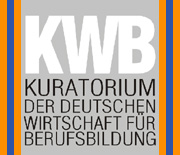 KWB
KURATORIUM
DER DEUTSCHEN
WIRTSCHAFT FÜR
BERUFSBILDUNG